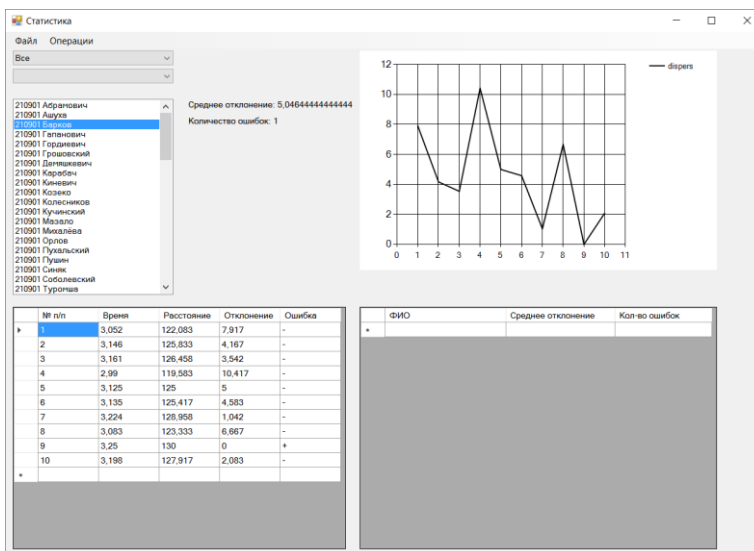 Статистика
Файл Операции
Все
210901 Абрамович
210901 Ашуха
210901 Барков
210901 Гапанович
210901 Гордиевич
210901 Грошовский
210901 Демяшкевич
210901 Карабач
210901 Киневич
210901 Козеко
210901 Колесников
210901 Кучинский
210901 Мазало
210901 Михалёва
210901 Орлов
210901 Пухальский
210901 Пушин
210901 Синяк
210901 Соболевский
210901 Туромша
Среднее отклонение: 5,04644444444444
Количество ошибок: 1
dispers
12
10
8
6
4
2
0
0 1 2 3 4 5 6 7 8 9 10 11
№ п/п Время Расстояние Отклонение Ошибка
1 3,052 122,083 7,917 -
2 3,146 125,833 4,167 -
3 3,161 126,458 3,542 -
4 2,99 119,583 10,417 -
5 3,125 125 5 -
6 3,135 125,417 4,583 -
7 3,224 128,958 1,042 -
8 3,083 123,333 6,667 -
9 3,25 130 0 +
10 3,198 127,917 2,083 -
ФИО Среднее отклонение Кол-во ошибок